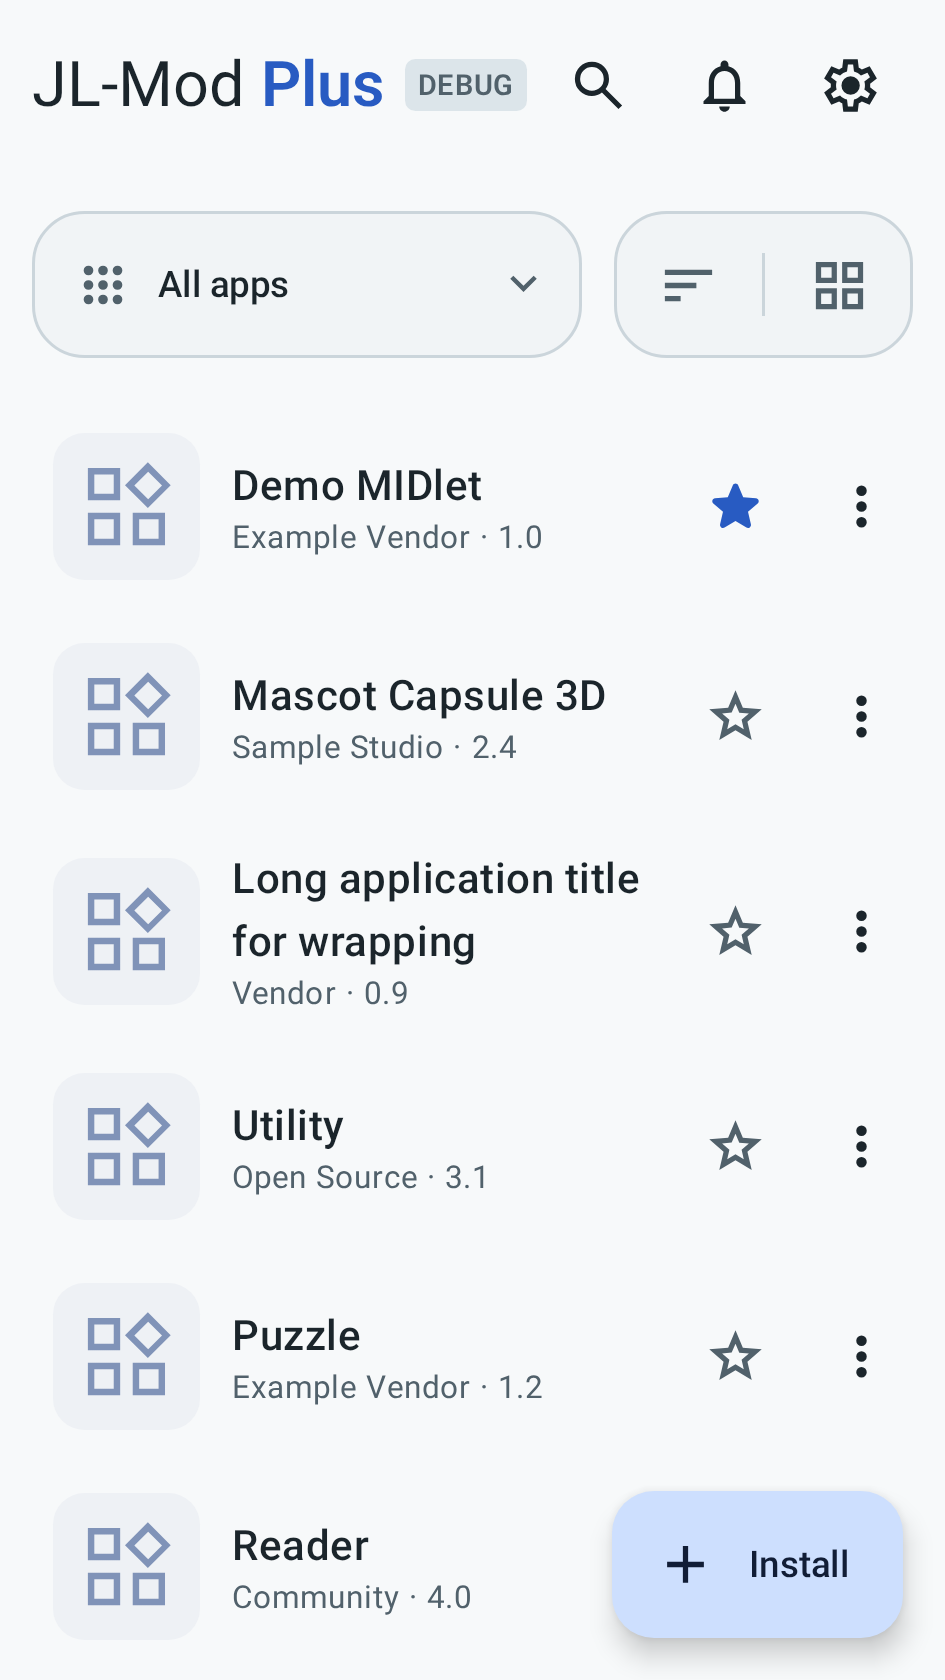 JL-Mod Plus DEBUG
All apps
Demo MIDlet
Example Vendor · 1.0
Mascot Capsule 3D
Sample Studio · 2.4
Long application title
for wrapping
Vendor · 0.9
Utility
Open Source · 3.1
Puzzle
Example Vendor · 1.2
Reader
Community · 4.0
Install